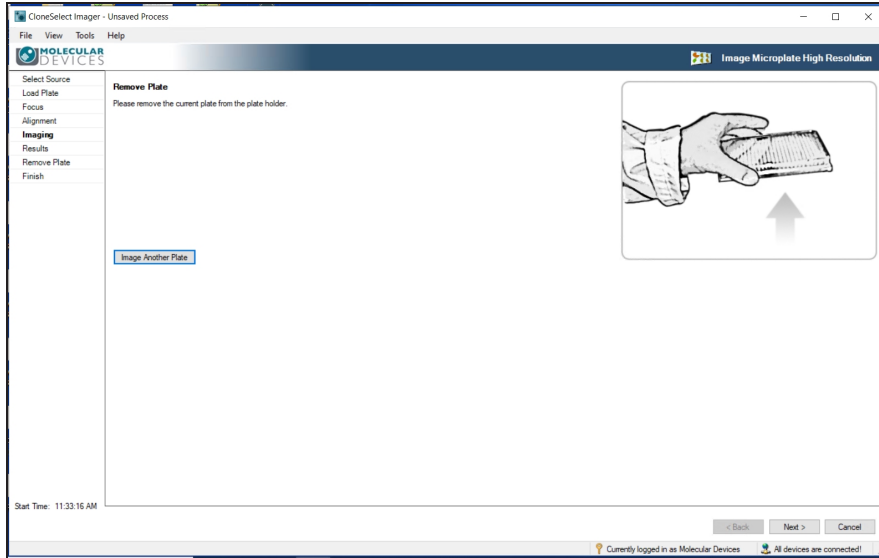 CloneSelect Imager - Unsaved Process
File View Tools Help
MOLECULAR
DEVICES
Image Microplate High Resolution
Select Source
Load Plate
Focus
Alignment
Imaging
Results
Remove Plate
Finish
Remove Plate
Please remove the current plate from the plate holder.
Image Another Plate
Start Time: 11:33:16 AM
< Back Next > Cancel
Currently logged in as Molecular Devices All devices are connected!